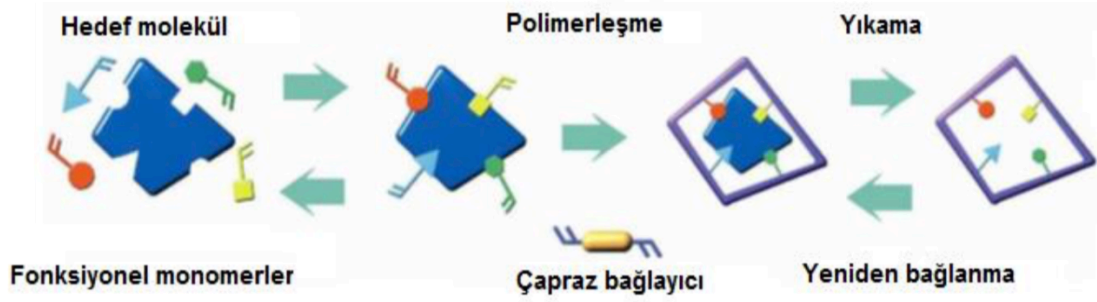 Hedef molekül
Polimerleşme
Yıkama
Fonksiyonel monomerler
Çapraz bağlayıcı
Yeniden bağlanma